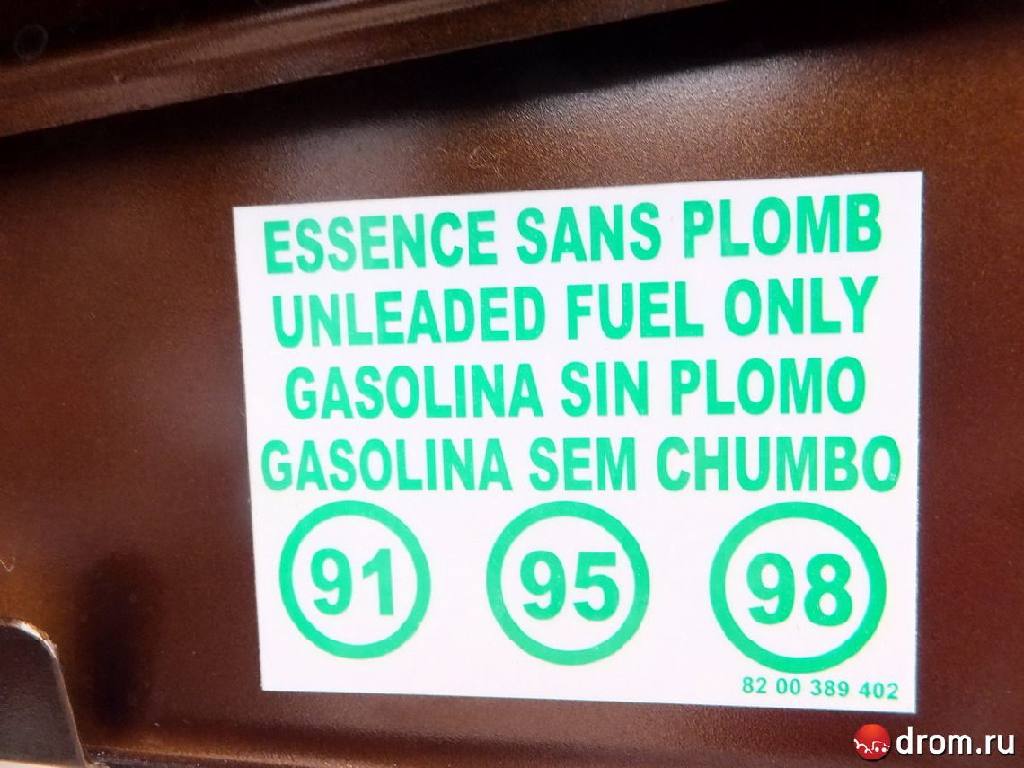 ESSENCE SANS PLOMB
UNLEADED FUEL ONLY
GASOLINA SIN PLOMO
GASOLINA SEM CHUMBO
91 95 98
82 00 389 402
drom.ru